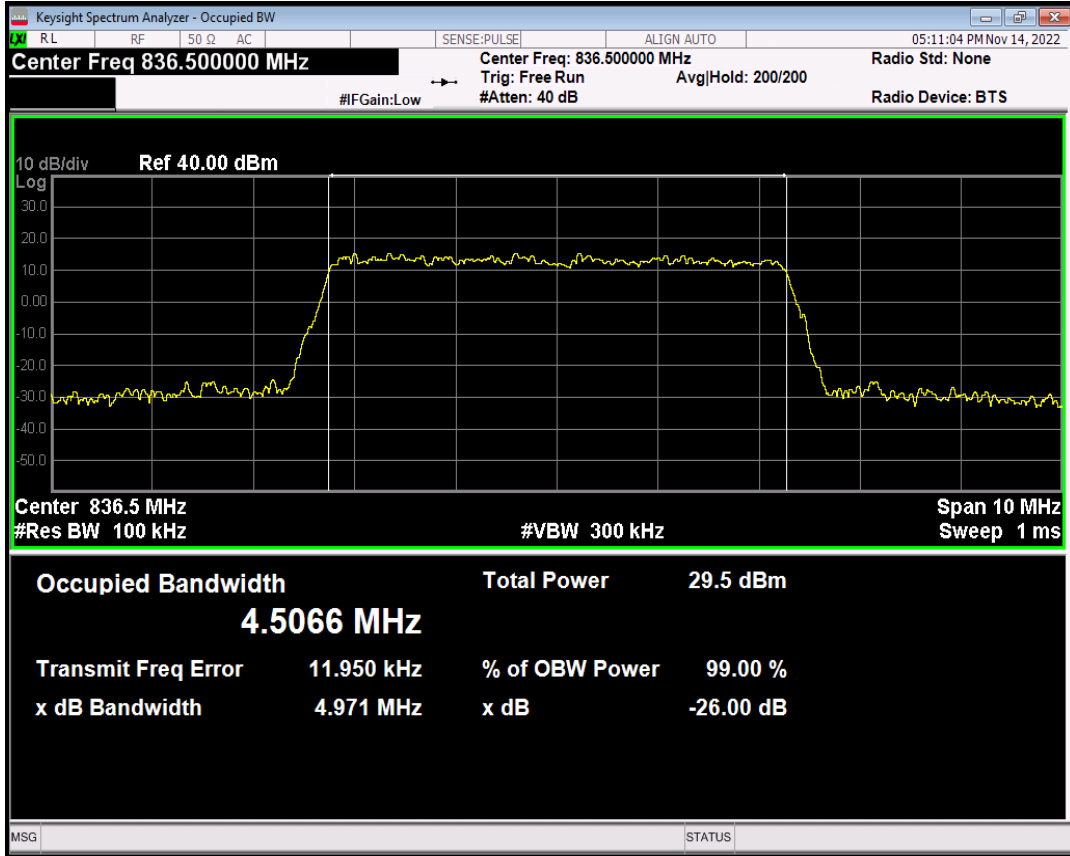 Keysight Spectrum Analyzer - Occupied BW
LXI RL RF 50 Ω AC SENSE:PULSE ALIGN AUTO 05:11:04 PM Nov 14, 2022
Center Freq 836.500000 MHz Center Freq: 836.500000 MHz Radio Std: None
Trig: Free Run Avg|Hold: 200/200
#IFGain:Low #Atten: 40 dB Radio Device: BTS
10 dB/div Ref 40.00 dBm
Log
30.0
20.0
10.0
0.00
-10.0
-20.0
-30.0
-40.0
-50.0
Center 836.5 MHz Span 10 MHz
#Res BW 100 kHz #VBW 300 kHz Sweep 1 ms
Occupied Bandwidth Total Power 29.5 dBm
4.5066 MHz
Transmit Freq Error 11.950 kHz % of OBW Power 99.00 %
x dB Bandwidth 4.971 MHz x dB -26.00 dB
MSG STATUS